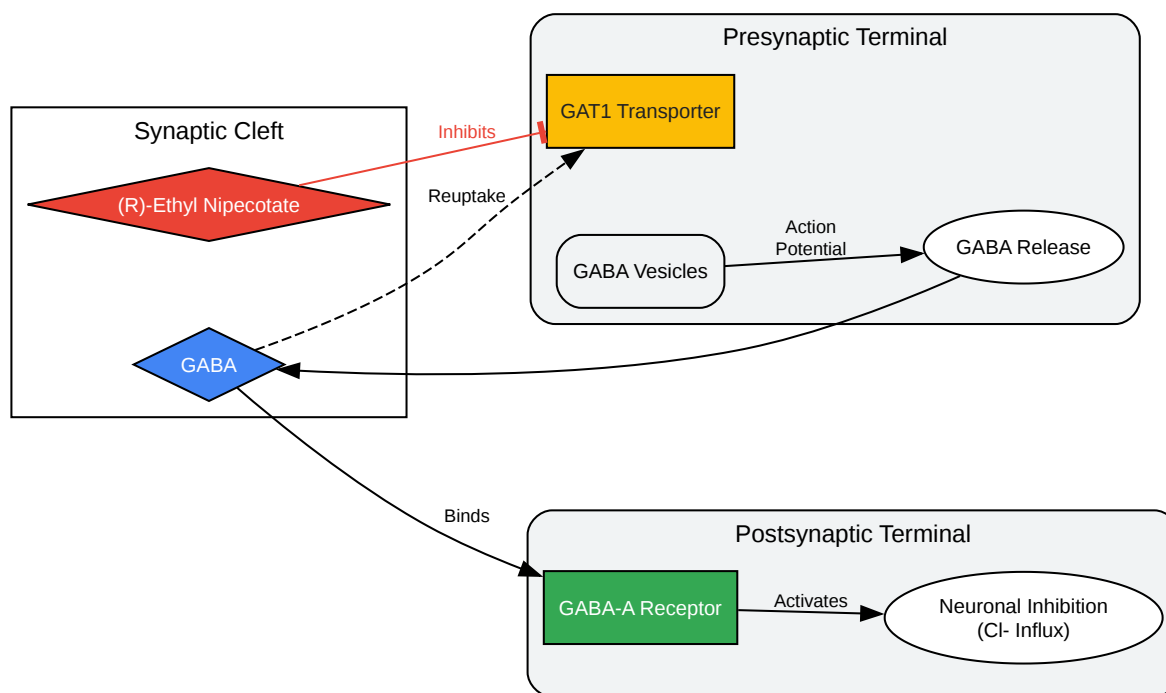 Presynaptic Terminal
GAT1 Transporter
Synaptic Cleft
Inhibits
(R)-Ethyl Nipecotate
Reuptake
Action
Potential
GABA Release
GABA Vesicles
GABA
Binds
Postsynaptic Terminal
GABA-A Receptor
Activates
Neuronal Inhibition
(Cl- Influx)